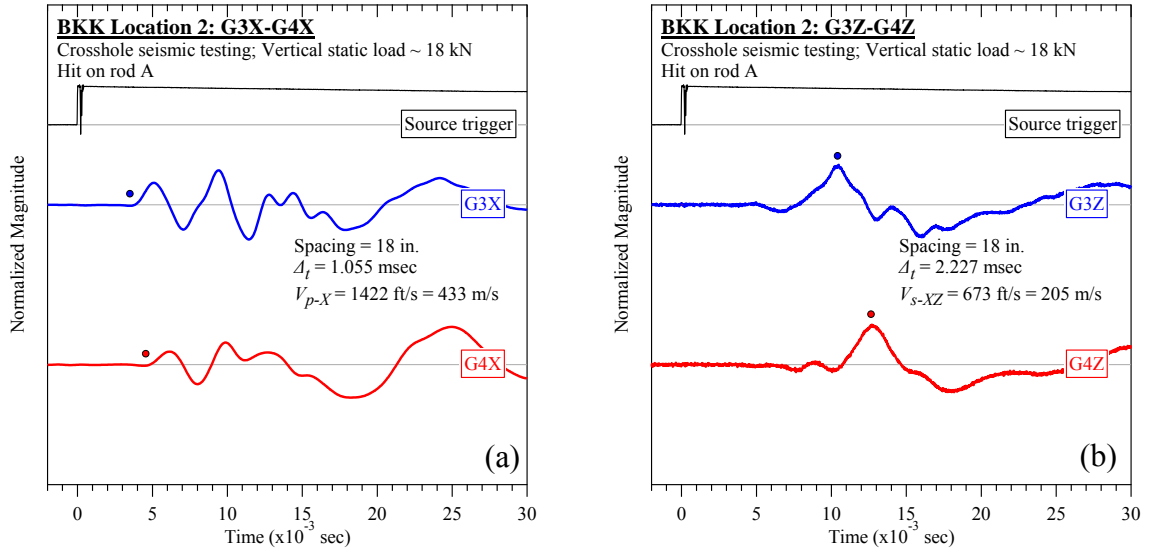 BKK Location 2: G3X-G4X
Crosshole seismic testing; Vertical static load ~ 18 kN
Hit on rod A
Source trigger
G3X
Spacing = 18 in.
Δt = 1.055 msec
Vp-X = 1422 ft/s = 433 m/s
G4X
(a)
Normalized Magnitude
0 5 10 15 20 25 30
Time (x10-3 sec)
BKK Location 2: G3Z-G4Z
Crosshole seismic testing; Vertical static load ~ 18 kN
Hit on rod A
Source trigger
G3Z
Spacing = 18 in.
Δt = 2.227 msec
Vs-XZ = 673 ft/s = 205 m/s
G4Z
(b)
Normalized Magnitude
0 5 10 15 20 25 30
Time (x10-3 sec)